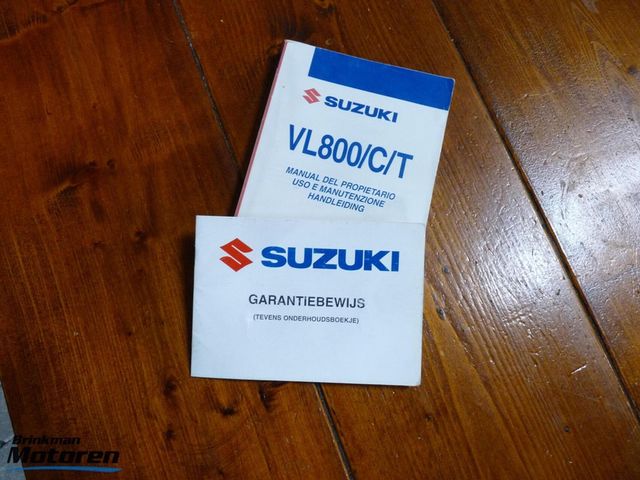 SUZUKI
VL800/C/T
MANUAL DEL PROPIETARIO
USO E MANUTENZIONE
HANDLEIDING
SUZUKI
GARANTIEBEWIJS
(TEVENS ONDERHOUDSBOEKJE)
Brinkman
Motoren